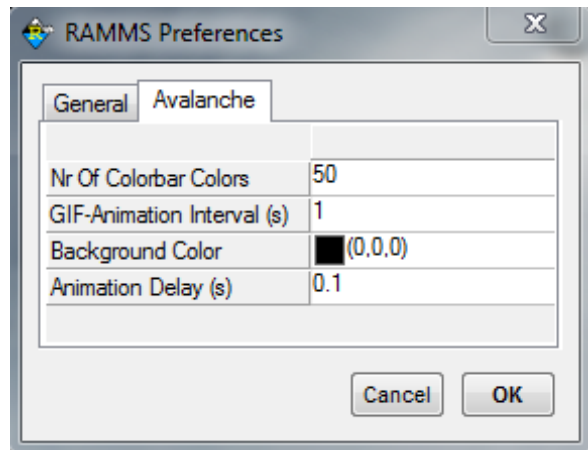 RAMMS Preferences
General Avalanche
Nr Of Colorbar Colors 50
GIF-Animation Interval (s) 1
Background Color (0,0,0)
Animation Delay (s) 0.1
Cancel OK